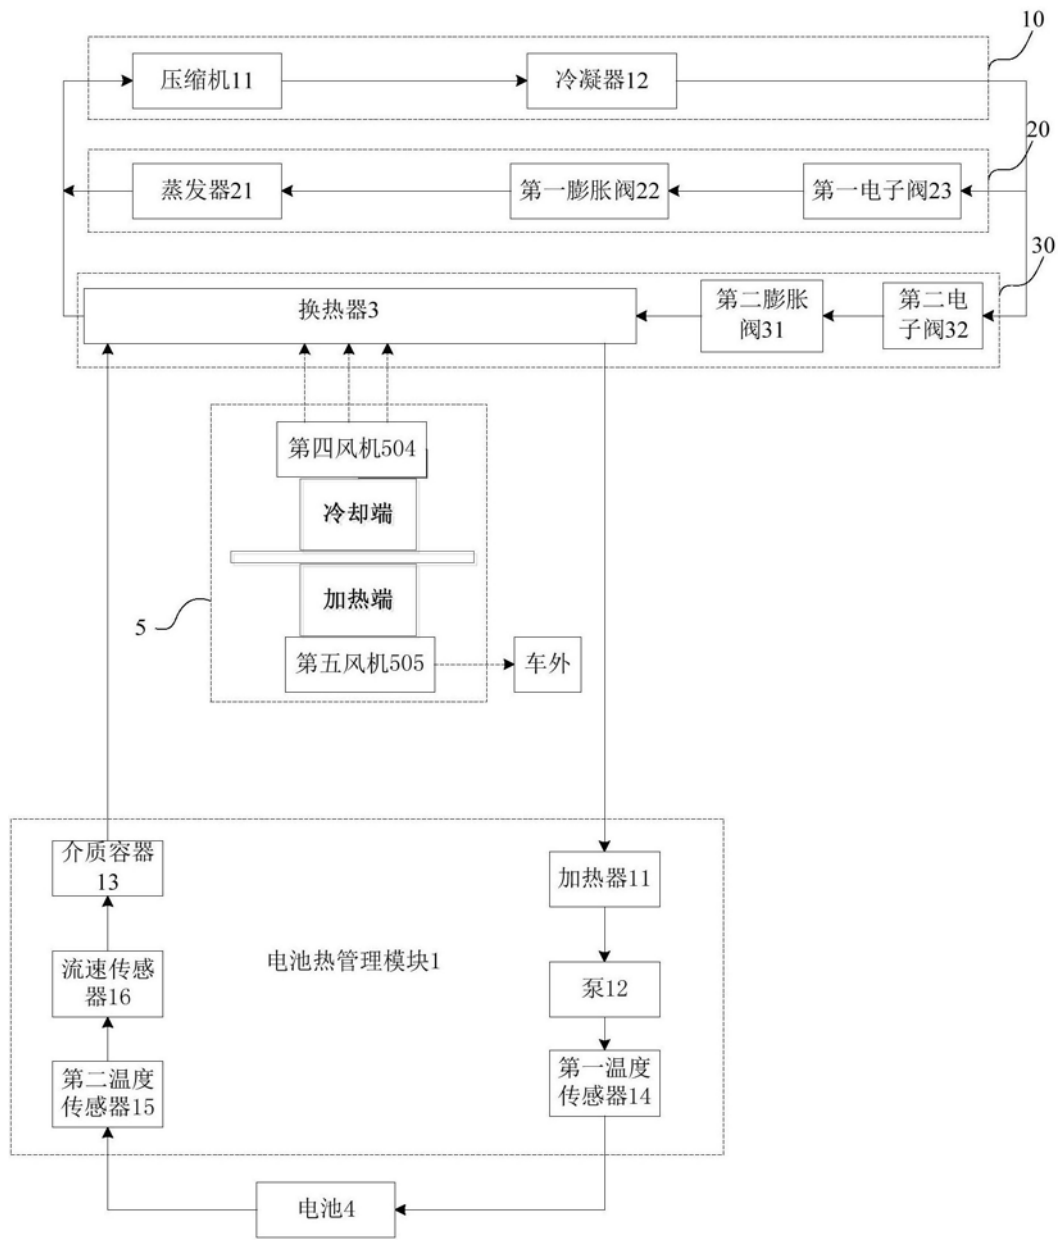 10
压缩机11
冷凝器12
20
蒸发器21
第一膨胀阀22
第一电子阀23
30
换热器3
第二膨胀
阀31
第二电
子阀32
第四风机504
冷却端
加热端
5
第五风机505
车外
介质容器
13
加热器11
电池热管理模块1
流速传感
器16
泵12
第二温度
传感器15
第一温度
传感器14
电池4